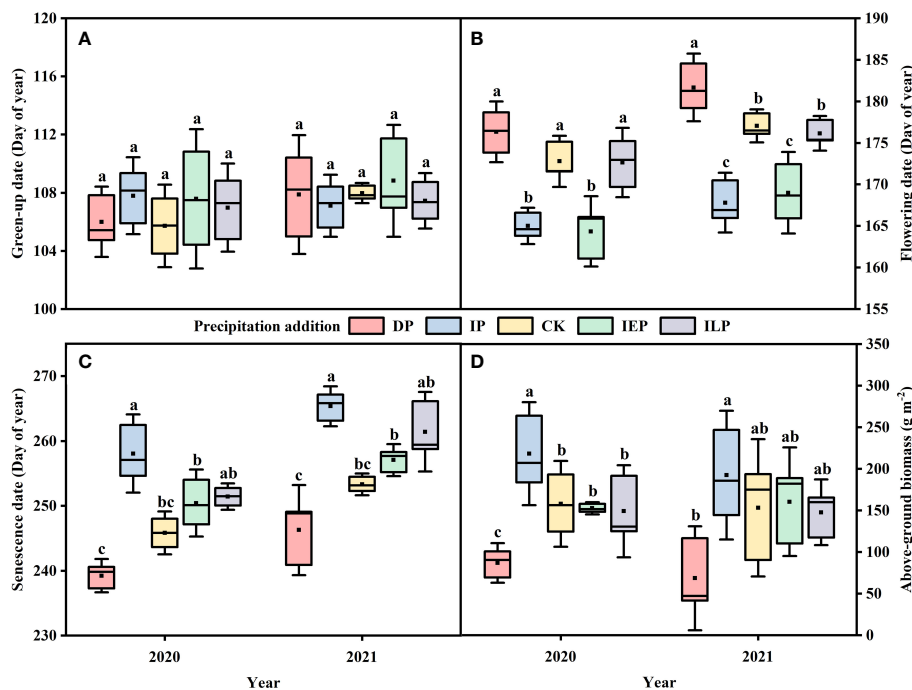 A
B
Green-up date (Day of year)
120
116
112
108
104
100
a a a a a a a a a a
Flowering date (Day of year)
190
185
180
175
170
165
160
155
a b a b a a c b c b
Precipitation addition DP IP CK IEP ILP
C
D
Senescence date (Day of year)
270
260
250
240
230
c a bc b ab c a bc b ab
Above-ground biomass (g m⁻²)
350
300
250
200
150
100
50
0
c a b b b b a ab ab ab
2020 2021 2020 2021
Year Year